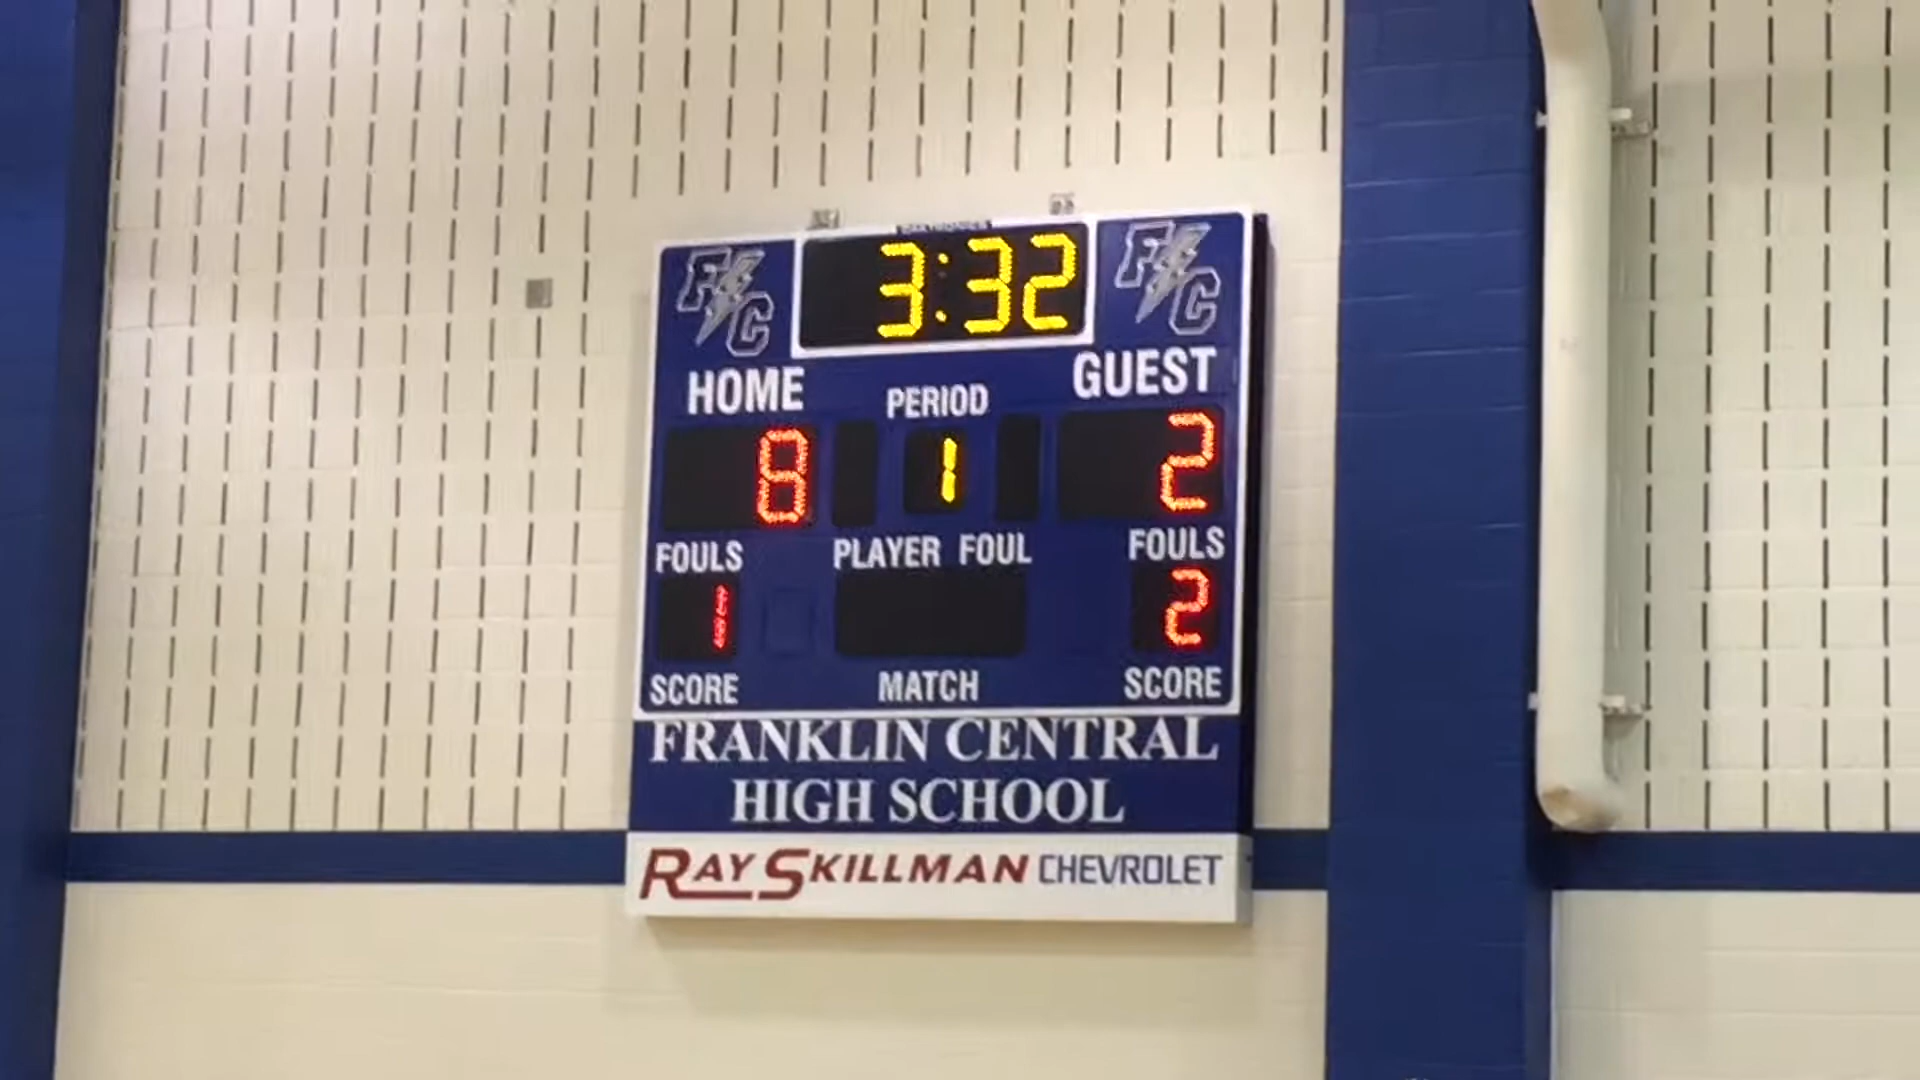 3:32
FC FC
HOME GUEST
PERIOD
8 1 2
FOULS PLAYER FOUL FOULS
1 2
SCORE MATCH SCORE
FRANKLIN CENTRAL
HIGH SCHOOL
RAY SKILLMAN CHEVROLET